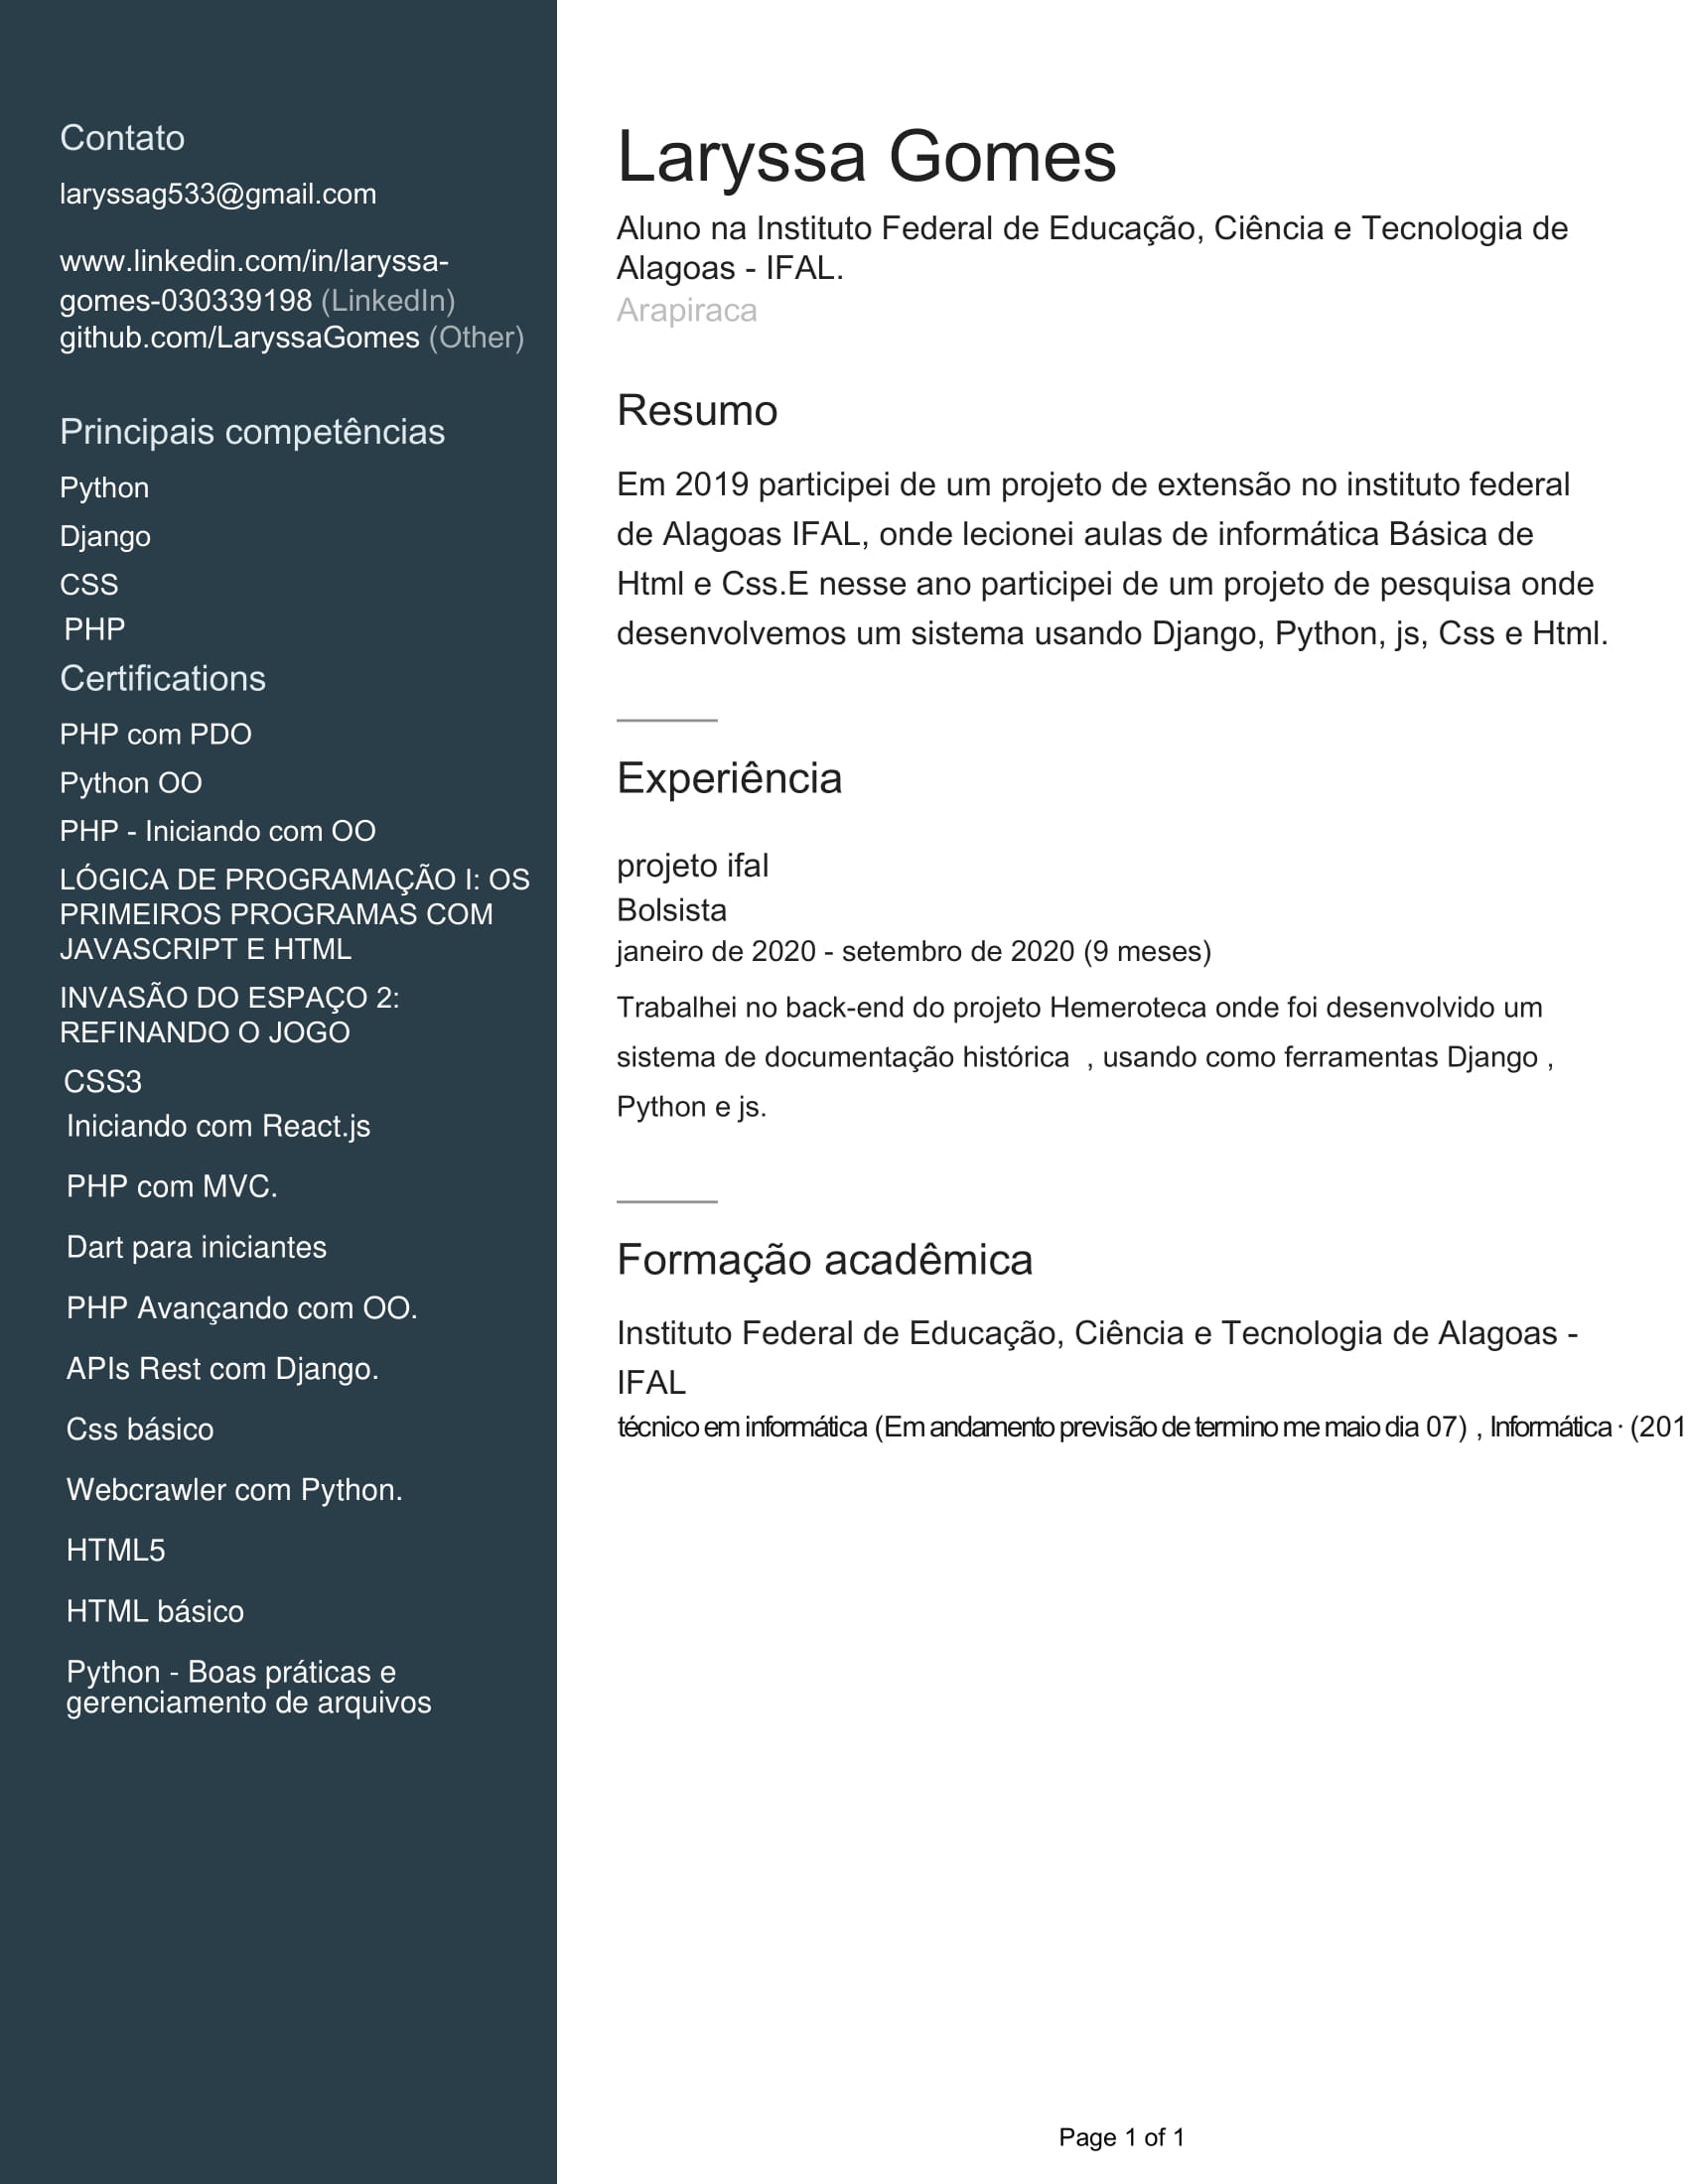 Contato
laryssag533@gmail.com
www.linkedin.com/in/laryssa-
gomes-030339198 (LinkedIn)
github.com/LaryssaGomes (Other)
Principais competências
Python
Django
CSS
PHP
Certifications
PHP com PDO
Python OO
PHP - Iniciando com OO
LÓGICA DE PROGRAMAÇÃO I: OS
PRIMEIROS PROGRAMAS COM
JAVASCRIPT E HTML
INVASÃO DO ESPAÇO 2:
REFINANDO O JOGO
CSS3
Iniciando com React.js
PHP com MVC.
Dart para iniciantes
PHP Avançando com OO.
APIs Rest com Django.
Css básico
Webcrawler com Python.
HTML5
HTML básico
Python - Boas práticas e
gerenciamento de arquivos
Laryssa Gomes
Aluno na Instituto Federal de Educação, Ciência e Tecnologia de
Alagoas - IFAL.
Arapiraca
Resumo
Em 2019 participei de um projeto de extensão no instituto federal
de Alagoas IFAL, onde lecionei aulas de informática Básica de
Html e Css.E nesse ano participei de um projeto de pesquisa onde
desenvolvemos um sistema usando Django, Python, js, Css e Html.
Experiência
projeto ifal
Bolsista
janeiro de 2020 - setembro de 2020 (9 meses)
Trabalhei no back-end do projeto Hemeroteca onde foi desenvolvido um
sistema de documentação histórica  , usando como ferramentas Django ,
Python e js.
Formação acadêmica
Instituto Federal de Educação, Ciência e Tecnologia de Alagoas -
IFAL
técnico em informática (Em andamento previsão de termino me maio dia 07) , Informática · (201
Page 1 of 1